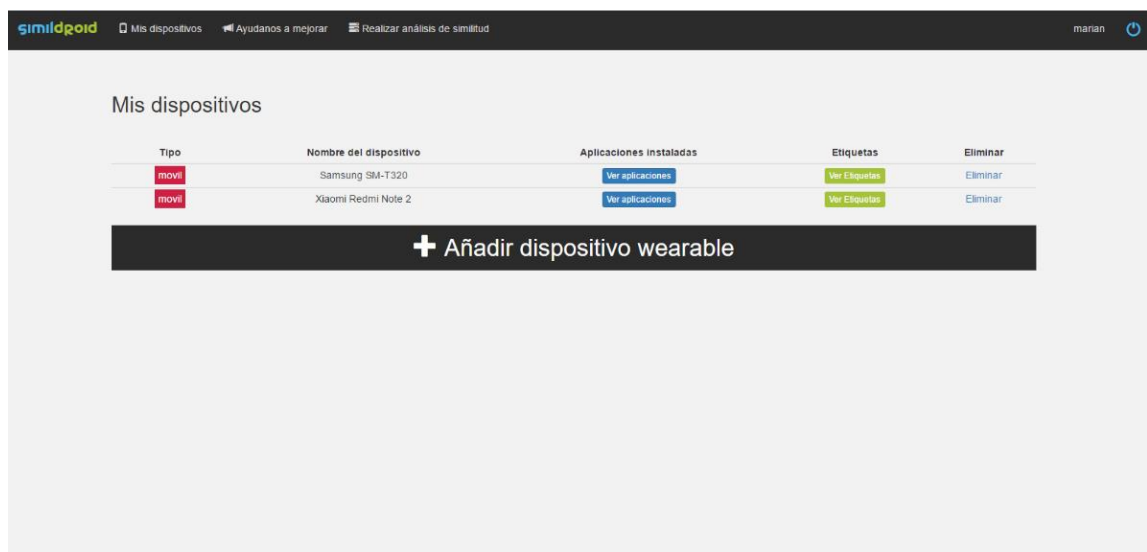 simildroid Mis dispositivos Ayudanos a mejorar Realizar análisis de similitud marian
Mis dispositivos
Tipo Nombre del dispositivo Aplicaciones instaladas Etiquetas Eliminar
movil Samsung SM-T320 Ver aplicaciones Ver Etiquetas Eliminar
movil Xiaomi Redmi Note 2 Ver aplicaciones Ver Etiquetas Eliminar
Añadir dispositivo wearable